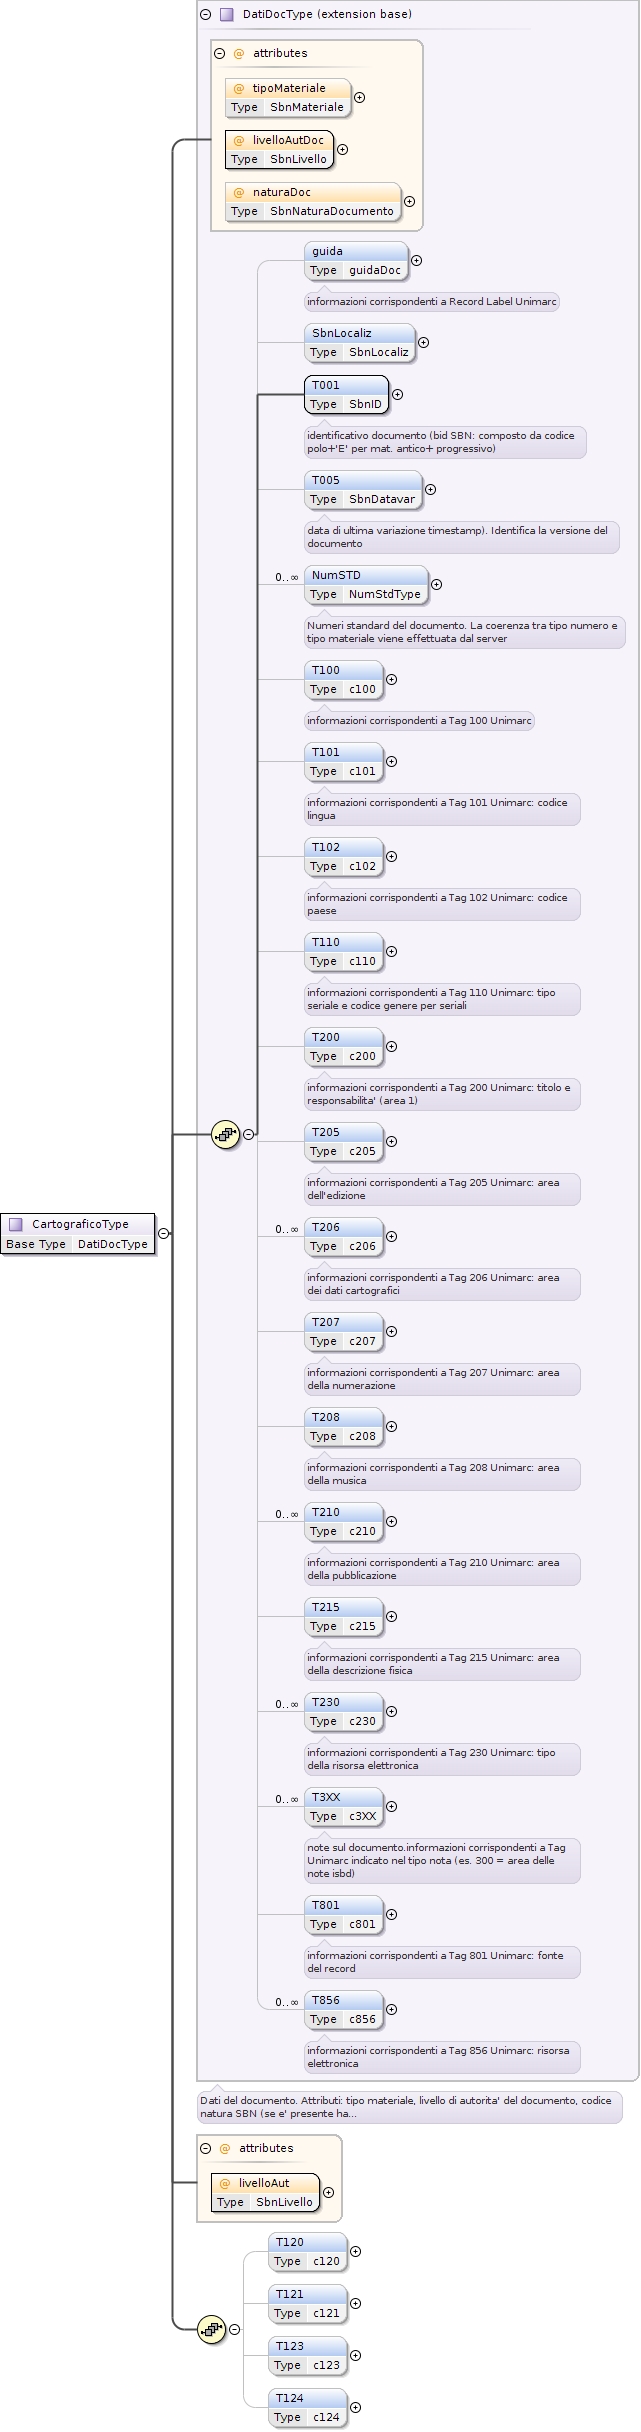 DatiDocType (extension base)
@ attributes
@ tipoMateriale
Type SbnMateriale
@ livelloAutDoc
Type SbnLivello
@ naturaDoc
Type SbnNaturaDocumento
guida
Type guidaDoc
informazioni corrispondenti a Record Label Unimarc
SbnLocaliz
Type SbnLocaliz
T001
Type SbnID
identificativo documento (bid SBN: composto da codice
polo+'E' per mat. antico+ progressivo)
T005
Type SbnDatavar
data di ultima variazione timestamp). Identifica la versione del
documento
0..∞
NumSTD
Type NumStdType
Numeri standard del documento. La coerenza tra tipo numero e
tipo materiale viene effettuata dal server
T100
Type c100
informazioni corrispondenti a Tag 100 Unimarc
T101
Type c101
informazioni corrispondenti a Tag 101 Unimarc: codice
lingua
T102
Type c102
informazioni corrispondenti a Tag 102 Unimarc: codice
paese
T110
Type c110
informazioni corrispondenti a Tag 110 Unimarc: tipo
seriale e codice genere per seriali
T200
Type c200
informazioni corrispondenti a Tag 200 Unimarc: titolo e
responsabilita' (area 1)
T205
Type c205
informazioni corrispondenti a Tag 205 Unimarc: area
dell'edizione
0..∞
T206
Type c206
informazioni corrispondenti a Tag 206 Unimarc: area
dei dati cartografici
CartograficoType
Base Type DatiDocType
T207
Type c207
informazioni corrispondenti a Tag 207 Unimarc: area
della numerazione
T208
Type c208
informazioni corrispondenti a Tag 208 Unimarc: area
della musica
0..∞
T210
Type c210
informazioni corrispondenti a Tag 210 Unimarc: area
della pubblicazione
T215
Type c215
informazioni corrispondenti a Tag 215 Unimarc: area
della descrizione fisica
0..∞
T230
Type c230
informazioni corrispondenti a Tag 230 Unimarc: tipo
della risorsa elettronica
0..∞
T3XX
Type c3XX
note sul documento.informazioni corrispondenti a Tag
Unimarc indicato nel tipo nota (es. 300 = area delle
note isbd)
T801
Type c801
informazioni corrispondenti a Tag 801 Unimarc: fonte
del record
0..∞
T856
Type c856
informazioni corrispondenti a Tag 856 Unimarc: risorsa
elettronica
Dati del documento. Attributi: tipo materiale, livello di autorita' del documento, codice
natura SBN (se e' presente ha...
@ attributes
@ livelloAut
Type SbnLivello
T120
Type c120
T121
Type c121
T123
Type c123
T124
Type c124